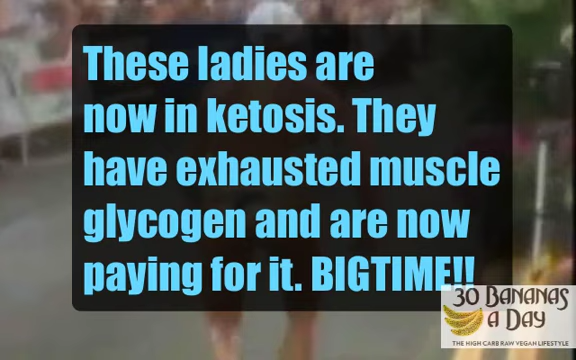 These ladies are
now in ketosis. They
have exhausted muscle
glycogen and are now
paying for it. BIGTIME!!
30 BANANAS
A DAY
THE HIGH CARB RAW VEGAN LIFESTYLE